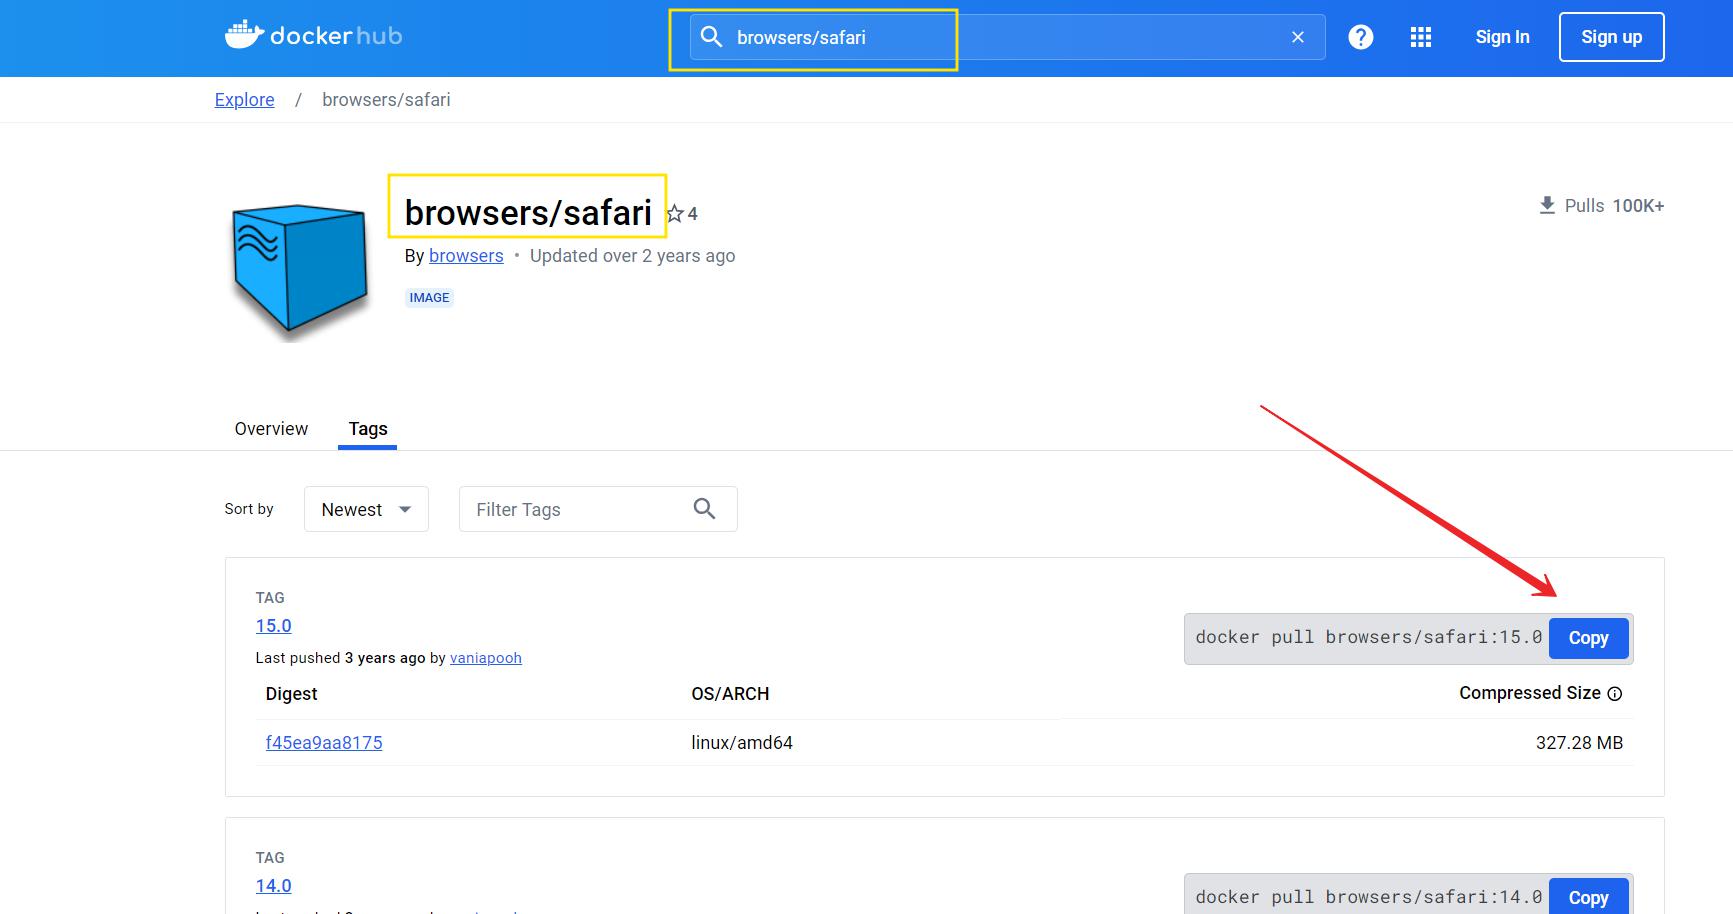 dockerhub browsers/safari Sign In Sign up
Explore / browsers/safari
browsers/safari 4 Pulls 100K+
By browsers • Updated over 2 years ago
IMAGE
Overview Tags
Sort by Newest Filter Tags
TAG
15.0 docker pull browsers/safari:15.0 Copy
Last pushed 3 years ago by vaniapooh
Digest OS/ARCH Compressed Size
f45ea9aa8175 linux/amd64 327.28 MB
TAG
14.0 docker pull browsers/safari:14.0 Copy